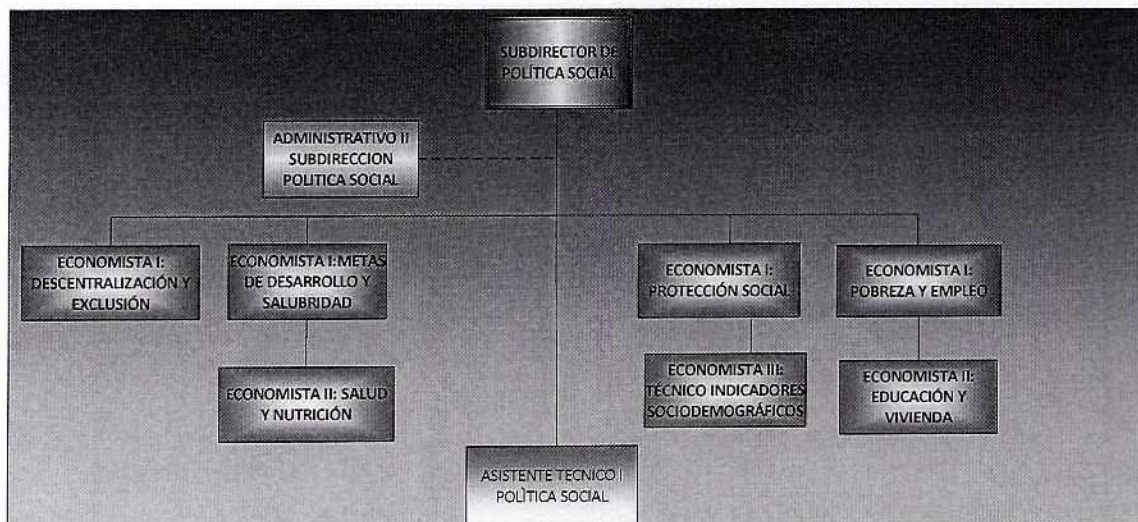 SUBDIRECTOR DE
POLÍTICA SOCIAL
ADMINISTRATIVO II
SUBDIRECCION
POLITICA SOCIAL
ECONOMISTA I:
DESCENTRALIZACIÓN Y
EXCLUSIÓN
ECONOMISTA I:METAS
DE DESARROLLO Y
SALUBRIDAD
ECONOMISTA I:
PROTECCIÓN SOCIAL
ECONOMISTA I:
POBREZA Y EMPLEO
ECONOMISTA II: SALUD
Y NUTRICIÓN
ECONOMISTA III:
TÉCNICO INDICADORES
SOCIODEMOGRÁFICOS
ECONOMISTA II:
EDUCACIÓN Y
VIVIENDA
ASISTENTE TECNICO I
POLÌTICA SOCIAL